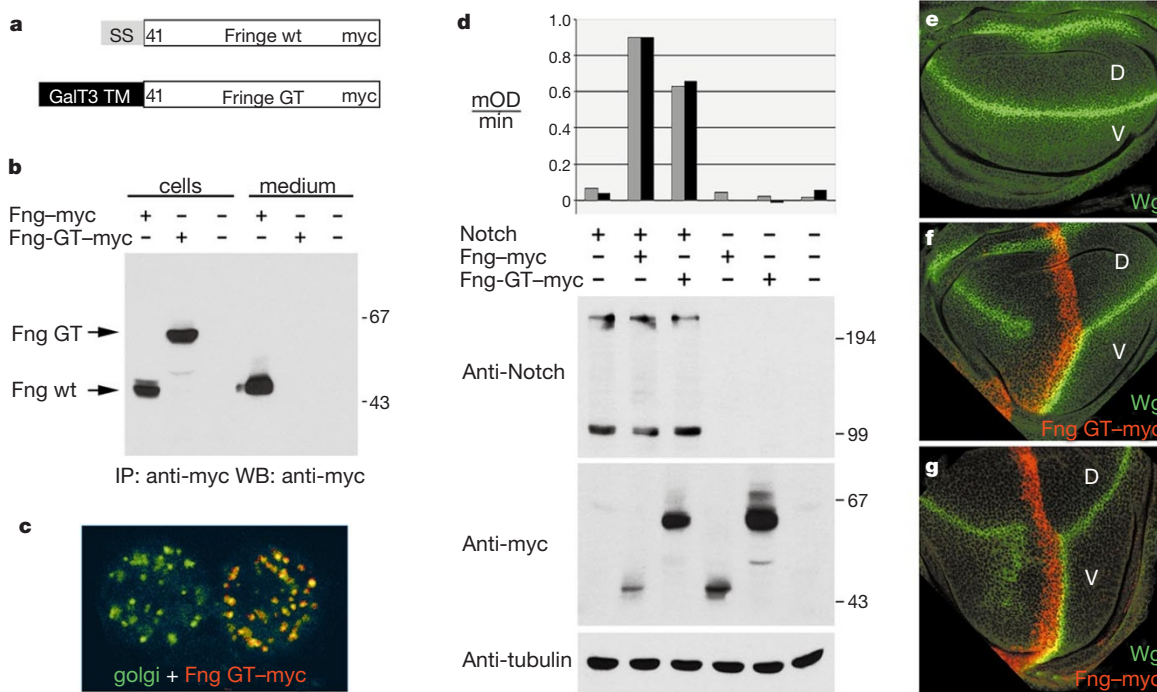 a
SS 41 Fringe wt myc
GalT3 TM 41 Fringe GT myc
b
cells medium
Fng–myc + – – + – –
Fng-GT–myc – + – – + –
Fng GT
Fng wt
-67
-43
IP: anti-myc WB: anti-myc
c
golgi + Fng GT–myc
d
mOD
min
1.0
0.8
0.6
0.4
0.2
0
Notch + + + – – –
Fng–myc – + – + – –
Fng-GT–myc – – + – + –
Anti-Notch
–194
–99
Anti-myc
–67
–43
Anti-tubulin
e
D
V
Wg
f
D
V
Wg
Fng GT–myc
g
D
V
Wg
Fng–myc